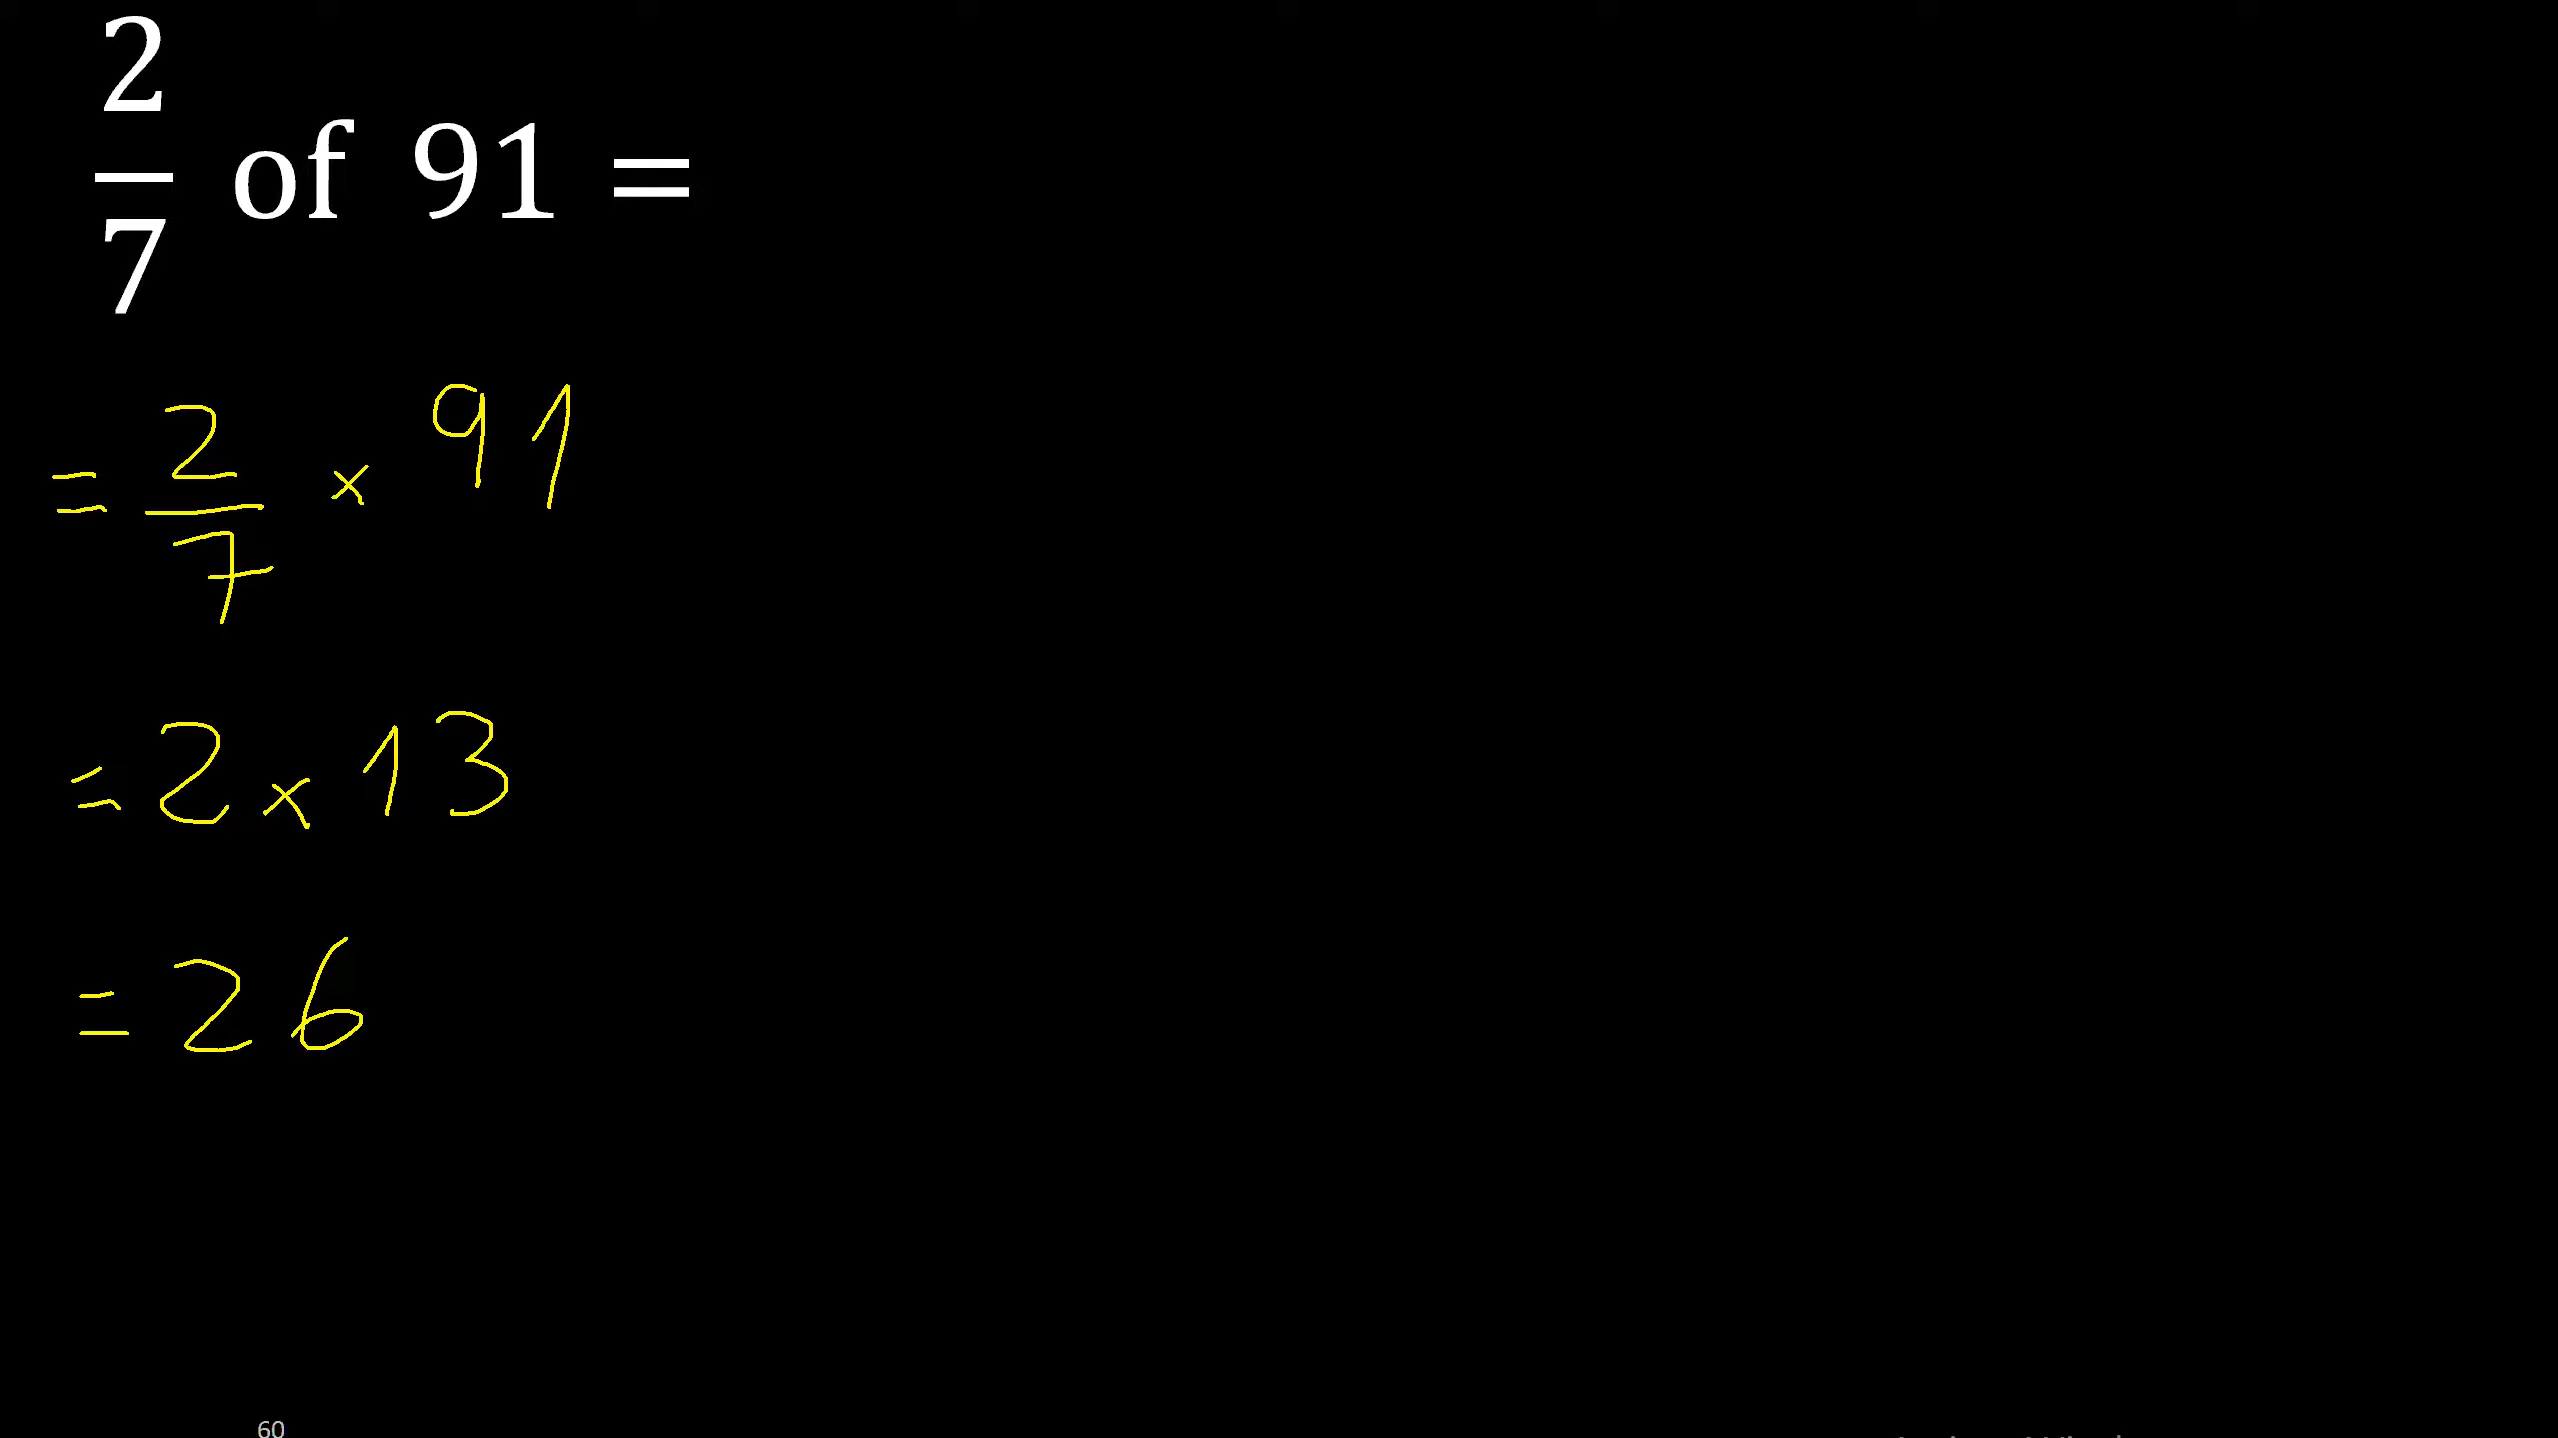 2/7 of 91 =
= 2/7 × 91
= 2 × 13
= 26
60